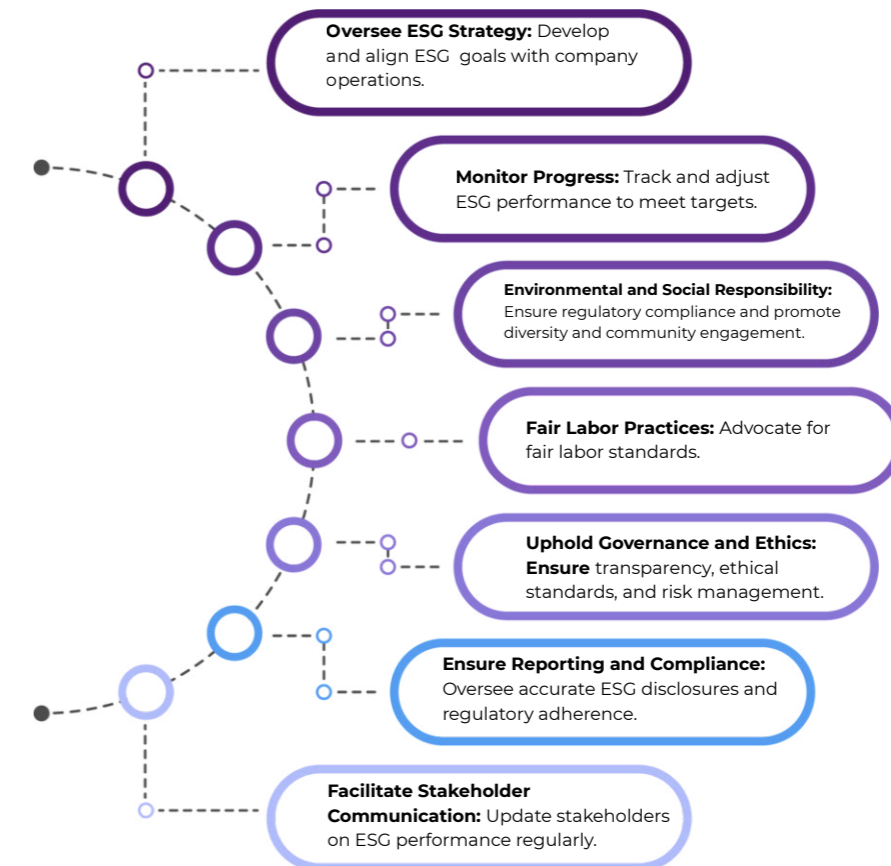 Oversee ESG Strategy: Develop
and align ESG goals with company
operations.
Monitor Progress: Track and adjust
ESG performance to meet targets.
Environmental and Social Responsibility:
Ensure regulatory compliance and promote
diversity and community engagement.
Fair Labor Practices: Advocate for
fair labor standards.
Uphold Governance and Ethics:
Ensure transparency, ethical
standards, and risk management.
Ensure Reporting and Compliance:
Oversee accurate ESG disclosures and
regulatory adherence.
Facilitate Stakeholder
Communication: Update stakeholders
on ESG performance regularly.